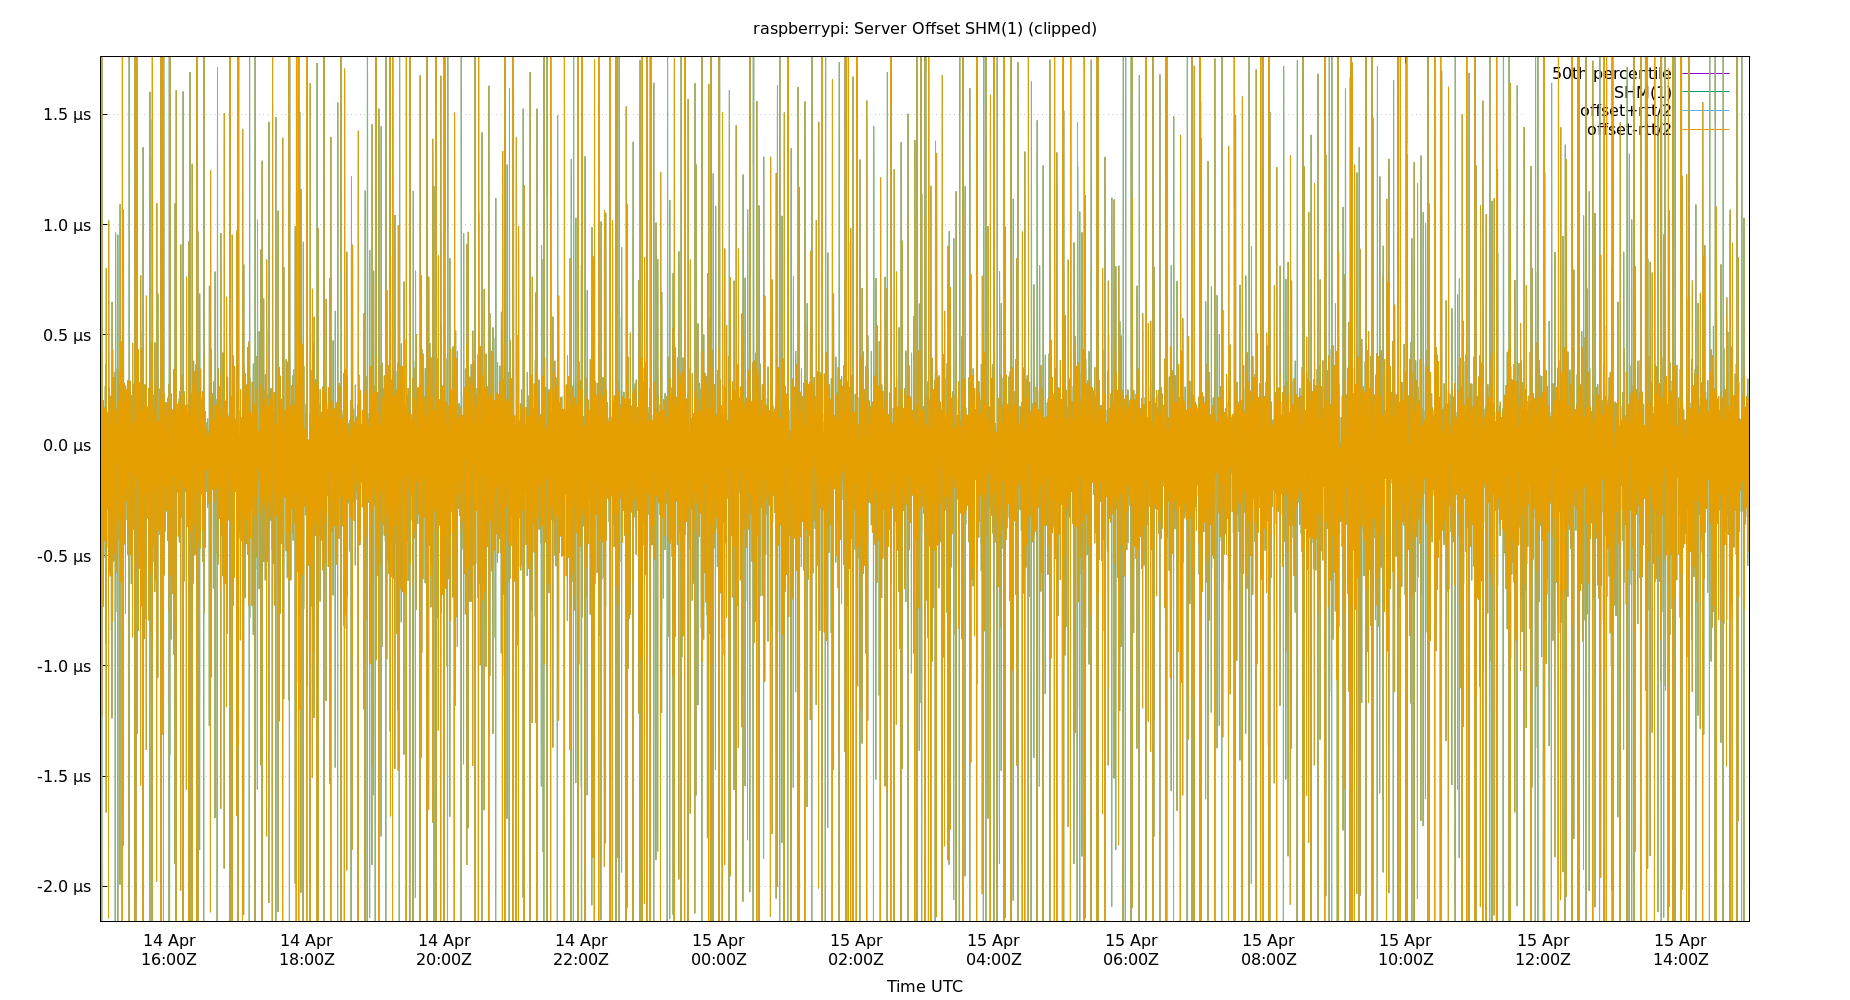 raspberrypi: Server Offset SHM(1) (clipped)
50th percentile
SHM(1)
offset+rtt/2
offset-rtt/2
1.5 µs
1.0 µs
0.5 µs
0.0 µs
-0.5 µs
-1.0 µs
-1.5 µs
-2.0 µs
14 Apr 14 Apr 14 Apr 14 Apr 15 Apr 15 Apr 15 Apr 15 Apr 15 Apr 15 Apr 15 Apr 15 Apr
16:00Z 18:00Z 20:00Z 22:00Z 00:00Z 02:00Z 04:00Z 06:00Z 08:00Z 10:00Z 12:00Z 14:00Z
Time UTC